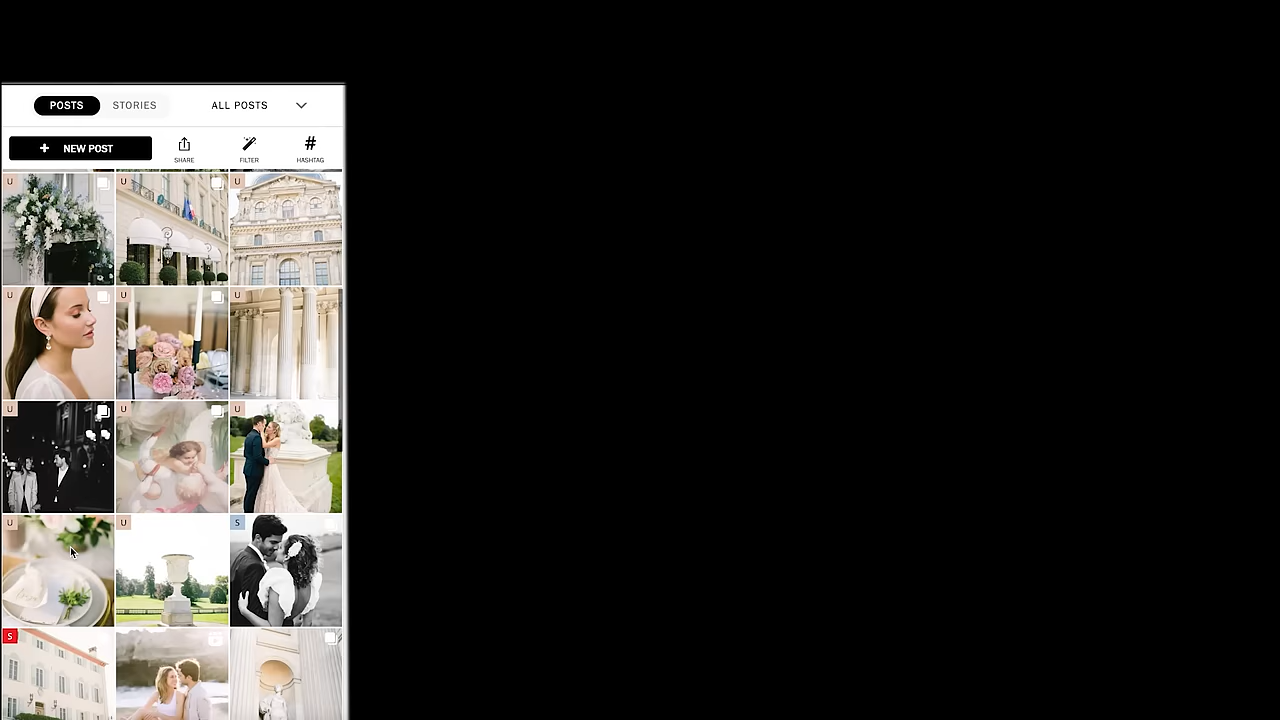 POSTS STORIES ALL POSTS
+ NEW POST
SHARE FILTER # HASHTAG
U U U
U U U
U U U
U U S
S